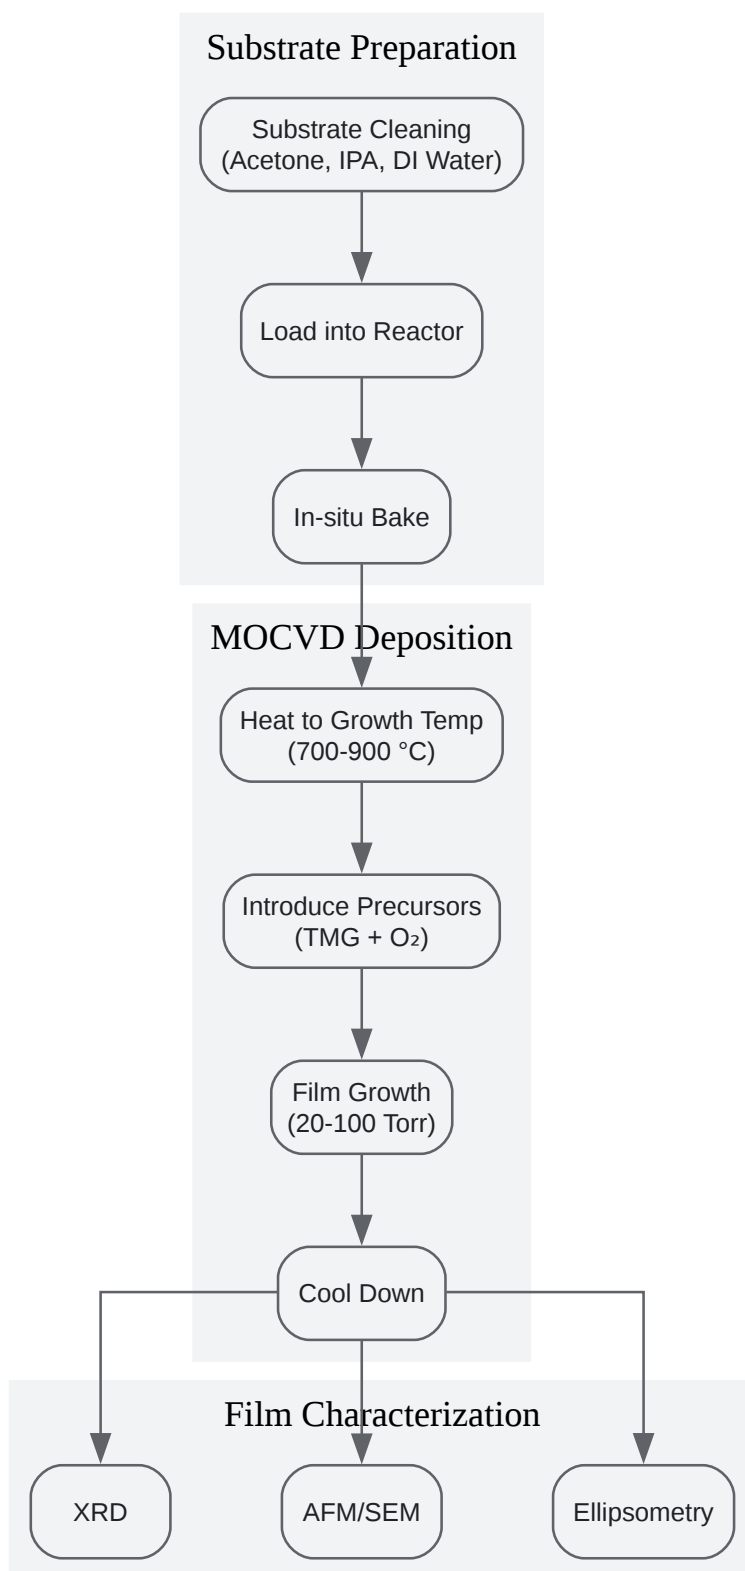 Substrate Preparation
Substrate Cleaning
(Acetone, IPA, DI Water)
Load into Reactor
In-situ Bake
MOCVD Deposition
Heat to Growth Temp
(700-900 °C)
Introduce Precursors
(TMG + O₂)
Film Growth
(20-100 Torr)
Cool Down
Film Characterization
XRD
AFM/SEM
Ellipsometry